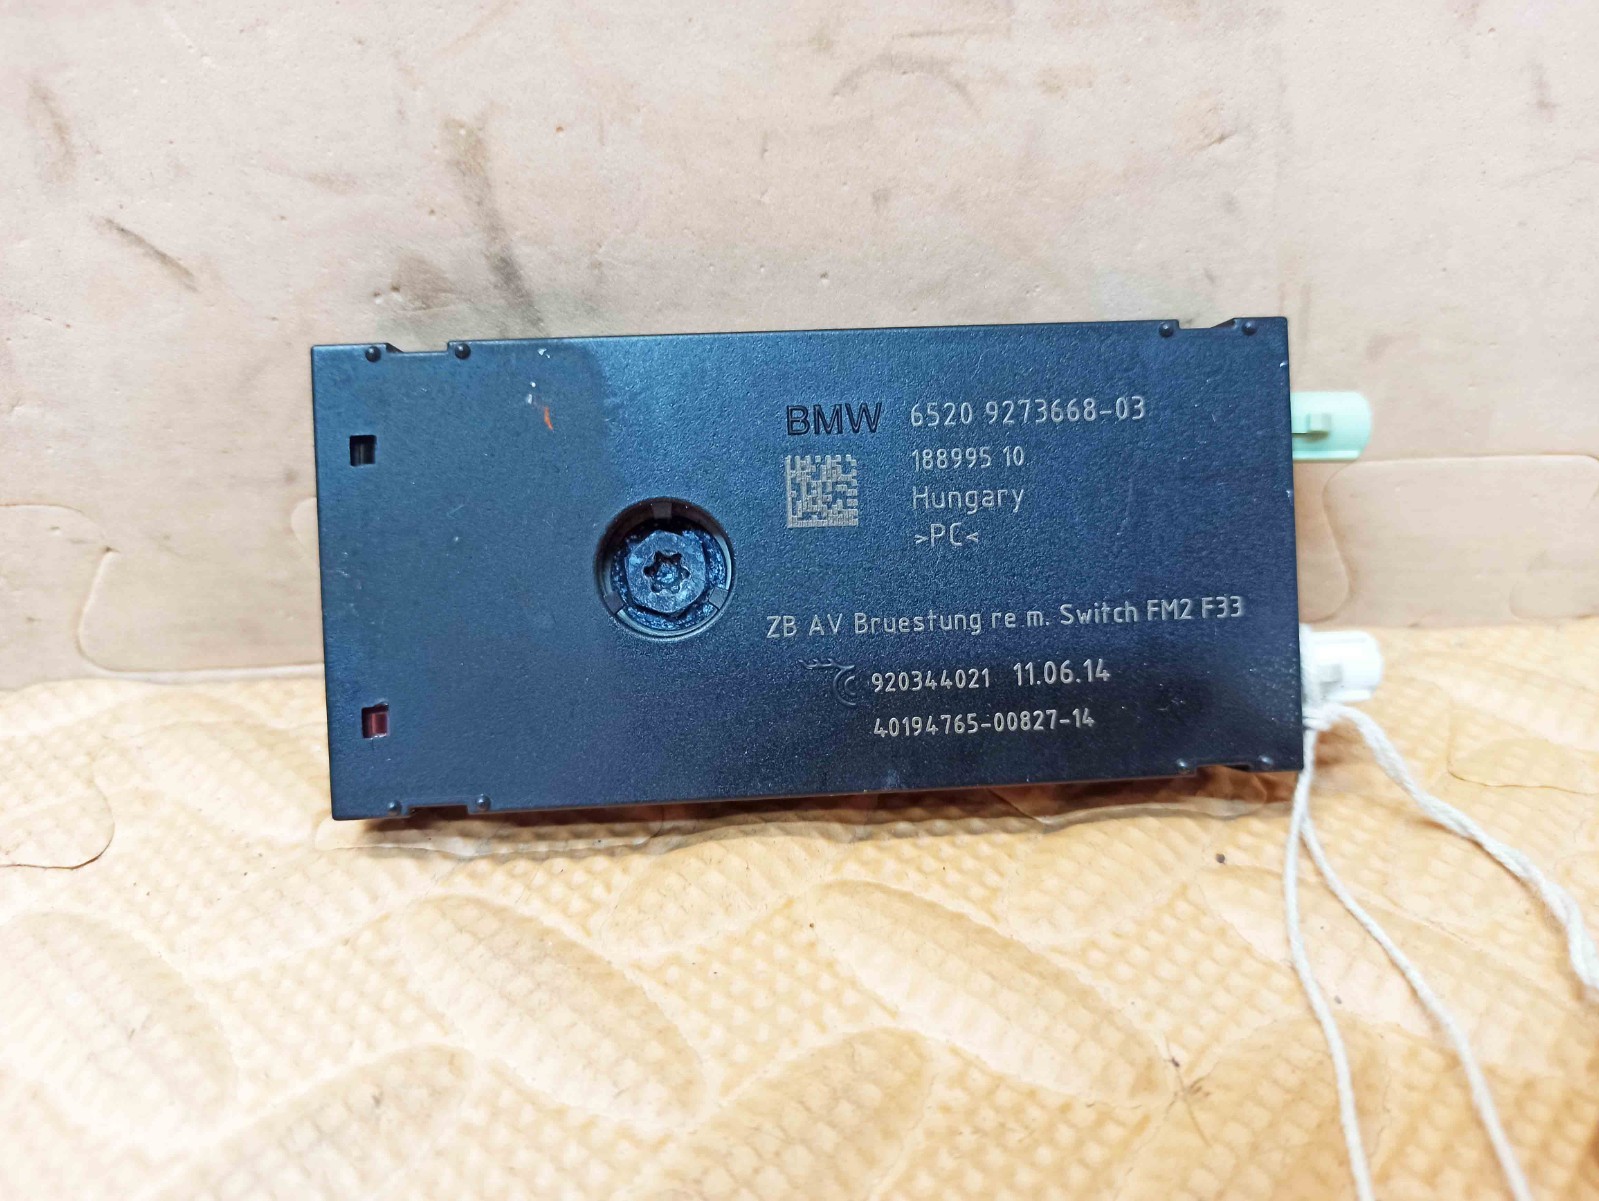 BMW 6520 9273668-03
188995 10
Hungary
>PC<
ZB AV Bruestung re m. Switch FM2 F33
920344021 11.06.14
40194765-00827-14